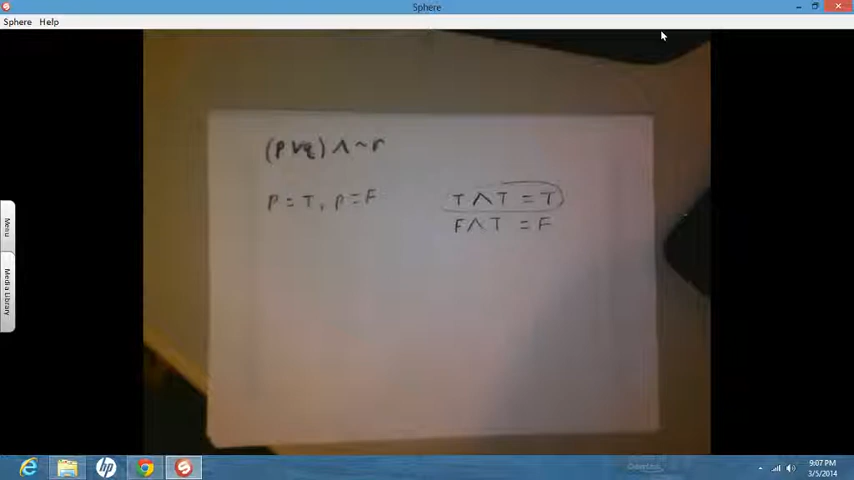 Sphere
Sphere Help
(P ∨ q) ∧ ~ r
P = T, P = F
T ∧ T = T
F ∧ T = F
Menu
Media Library
9:07 PM
3/5/2014